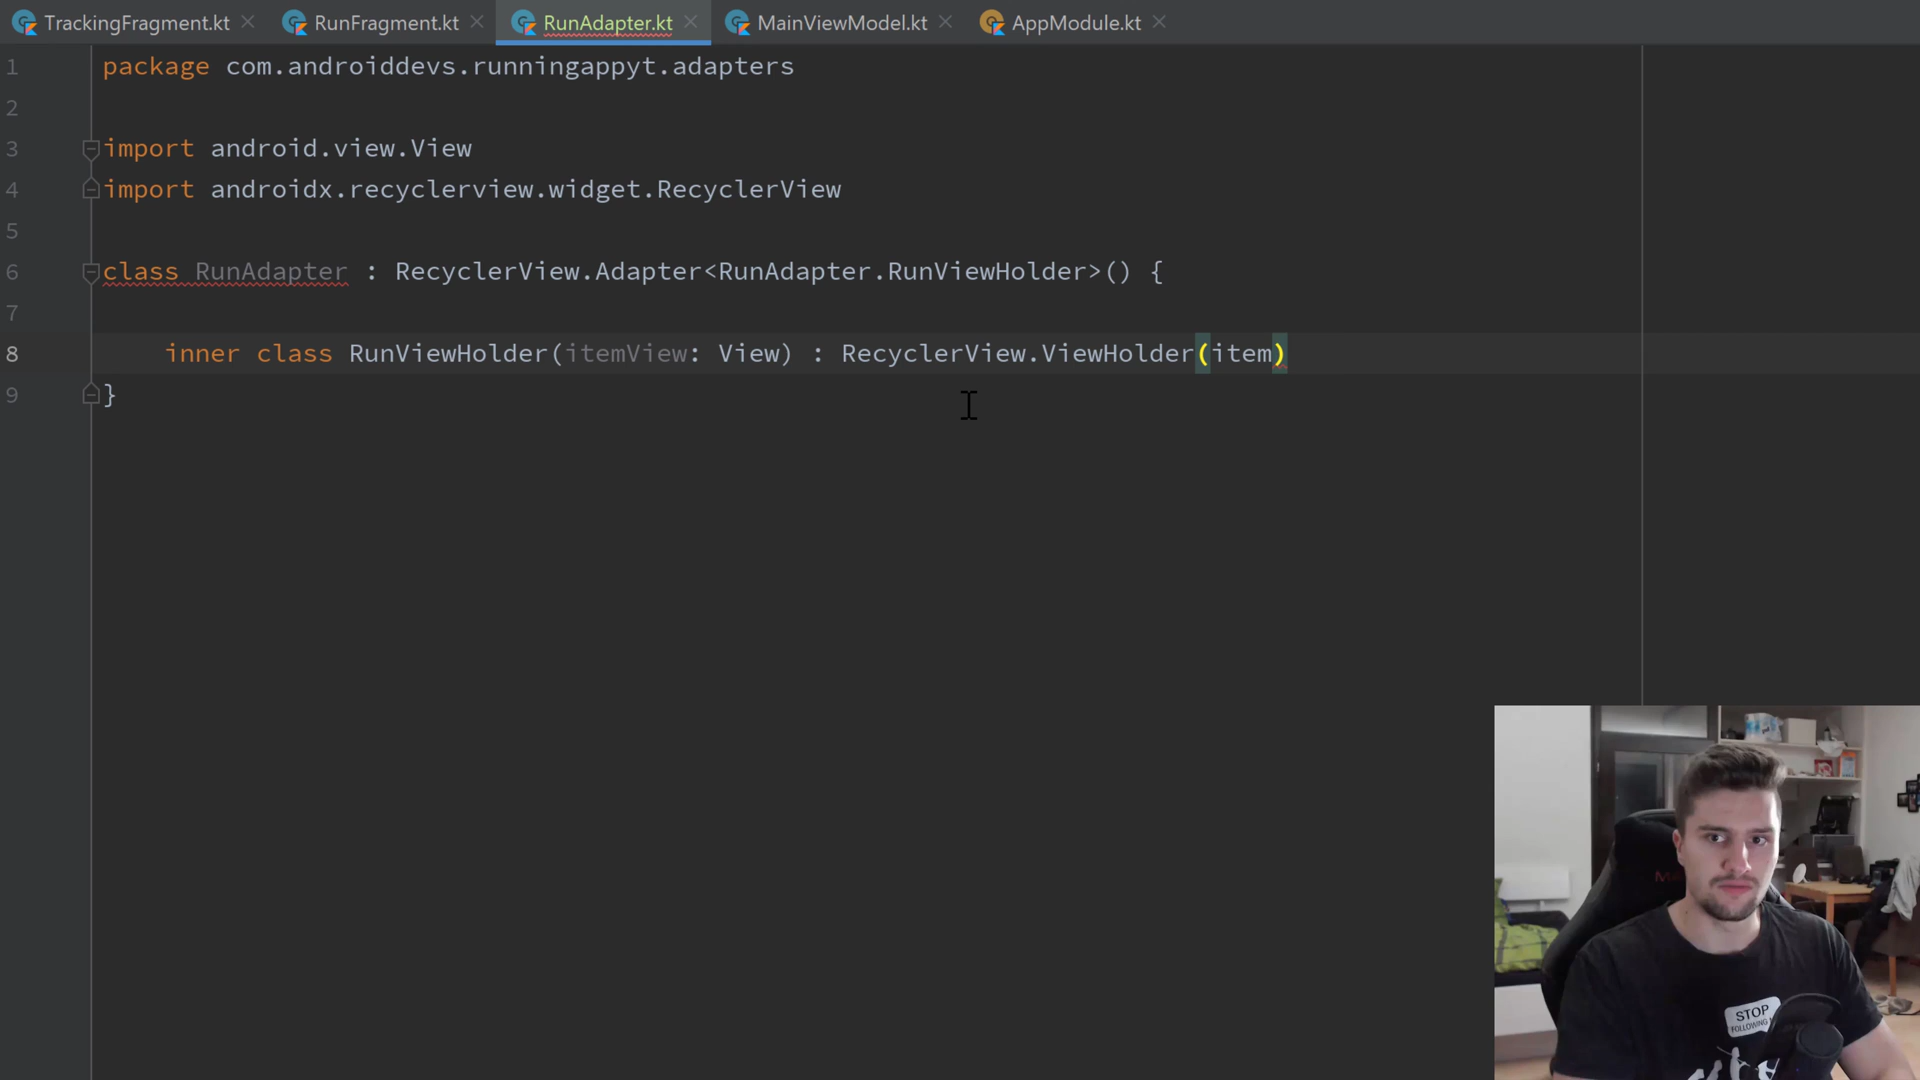 TrackingFragment.kt RunFragment.kt RunAdapter.kt MainViewModel.kt AppModule.kt
1 package com.androiddevs.runningappyt.adapters
2
3 import android.view.View
4 import androidx.recyclerview.widget.RecyclerView
5
6 class RunAdapter : RecyclerView.Adapter<RunAdapter.RunViewHolder>() {
7
8 inner class RunViewHolder(itemView: View) : RecyclerView.ViewHolder(item)
9 }
STOP
FOLLOWING